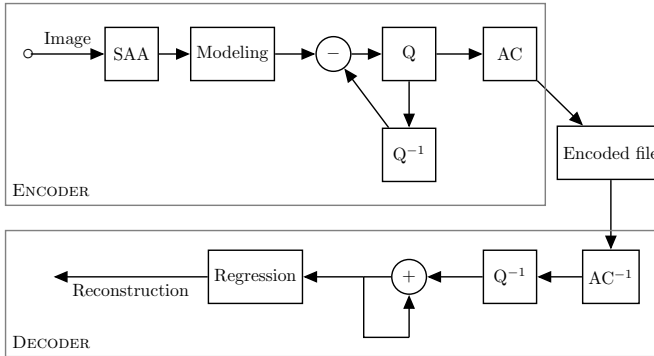 Image
SAA
Modeling
−
Q
AC
Q⁻¹
Encoded file
ENCODER
Regression
+
Q⁻¹
AC⁻¹
Reconstruction
DECODER